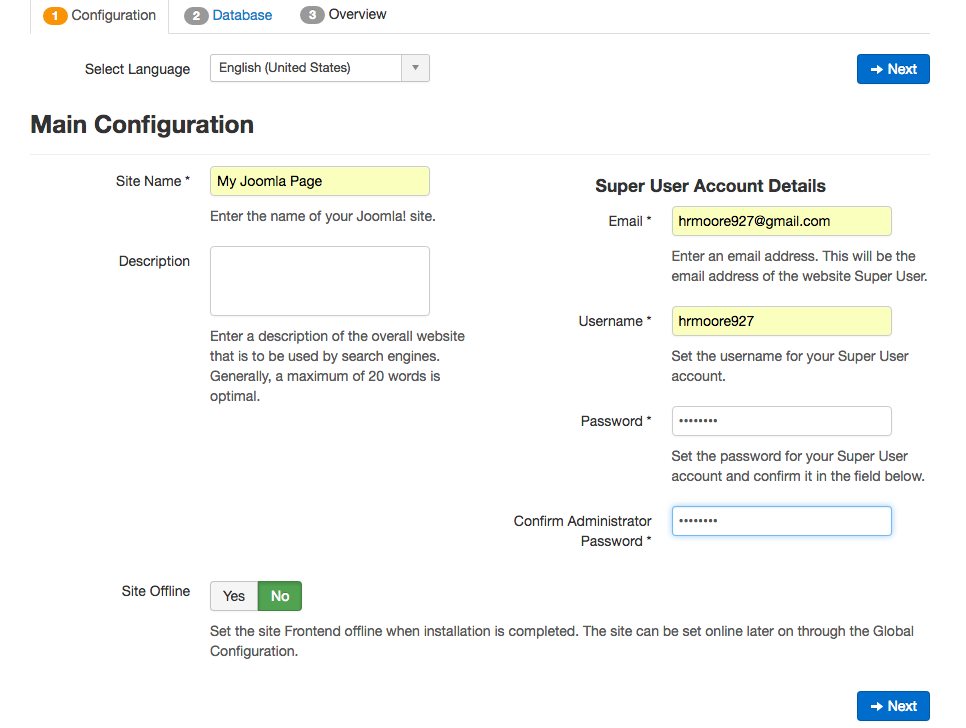 1 Configuration 2 Database 3 Overview
Select Language English (United States) Next
Main Configuration
Site Name * My Joomla Page
Enter the name of your Joomla! site.
Description
Enter a description of the overall website
that is to be used by search engines.
Generally, a maximum of 20 words is
optimal.
Super User Account Details
Email * hrmoore927@gmail.com
Enter an email address. This will be the
email address of the website Super User.
Username * hrmoore927
Set the username for your Super User
account.
Password * ••••••••
Set the password for your Super User
account and confirm it in the field below.
Confirm Administrator ••••••••
Password *
Site Offline Yes No
Set the site Frontend offline when installation is completed. The site can be set online later on through the Global
Configuration.
Next